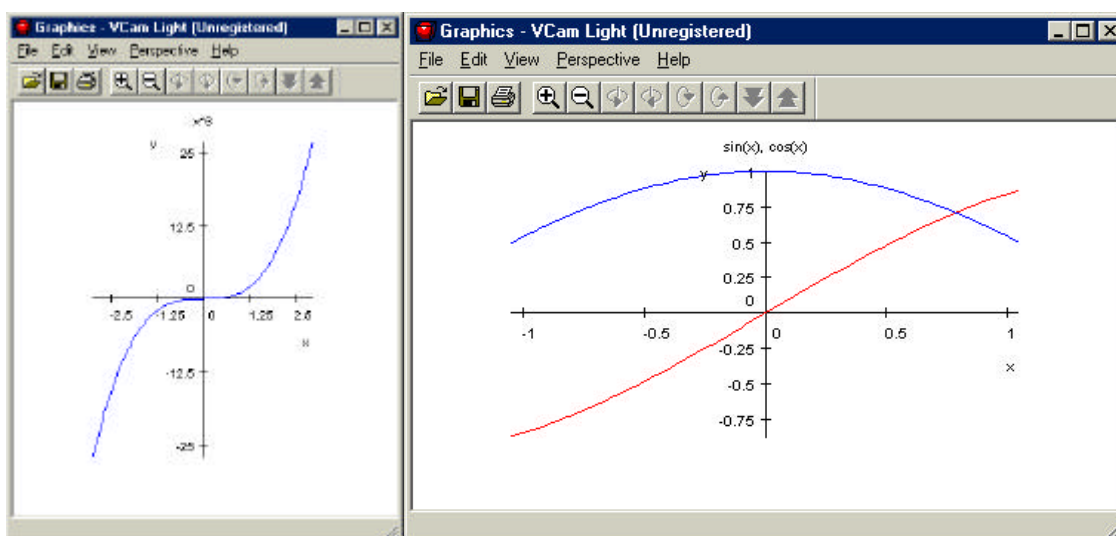 Graphics - VCam Light (Unregistered)
File Edit View Perspective Help
x^3
y
25
12.5
0
-2.5 -1.25 0 1.25 2.5
x
-12.5
-25
Graphics - VCam Light (Unregistered)
File Edit View Perspective Help
sin(x), cos(x)
y 1
0.75
0.5
0.25
0
-1 -0.5 0 0.5 1
-0.25
x
-0.5
-0.75